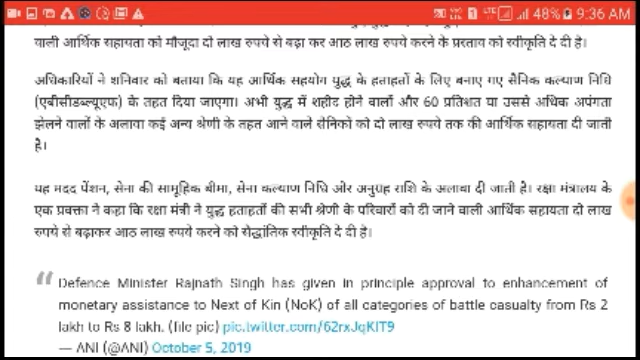 48% 9:36 AM
वाली आर्थिक सहायता को मौजूदा दो लाख रुपये से बढ़ा कर आठ लाख रुपये करने के प्रस्ताव को स्वीकृति दे दी है।
अधिकारियों ने शनिवार को बताया कि यह आर्थिक सहयोग युद्ध के हताहतों के लिए बनाए गए सैनिक कल्याण निधि
(एबीसीडब्ल्यूएफ) के तहत दिया जाएगा। अभी युद्ध में शहीद होने वालों और 60 प्रतिशत या उससे अधिक अपंगता
झेलने वालों के अलावा कई अन्य श्रेणी के तहत आने वाले सैनिकों को दो लाख रुपये तक की आर्थिक सहायता दी जाती
है।
यह मदद पेंशन, सेना की सामूहिक बीमा, सेना कल्याण निधि और अनुग्रह राशि के अलावा दी जाती है। रक्षा मंत्रालय के
एक प्रवक्ता ने कहा कि रक्षा मंत्री ने युद्ध हताहतों की सभी श्रेणी के परिवारों को दी जाने वाली आर्थिक सहायता दो लाख
रुपये से बढ़ाकर आठ लाख रुपये करने को सैद्धांतिक स्वीकृति दे दी है।
“ Defence Minister Rajnath Singh has given in principle approval to enhancement of
monetary assistance to Next of Kin (NoK) of all categories of battle casualty from Rs 2
lakh to Rs 8 lakh. (file pic) pic.twitter.com/62rxJqKIT9
— ANI (@ANI) October 5, 2019